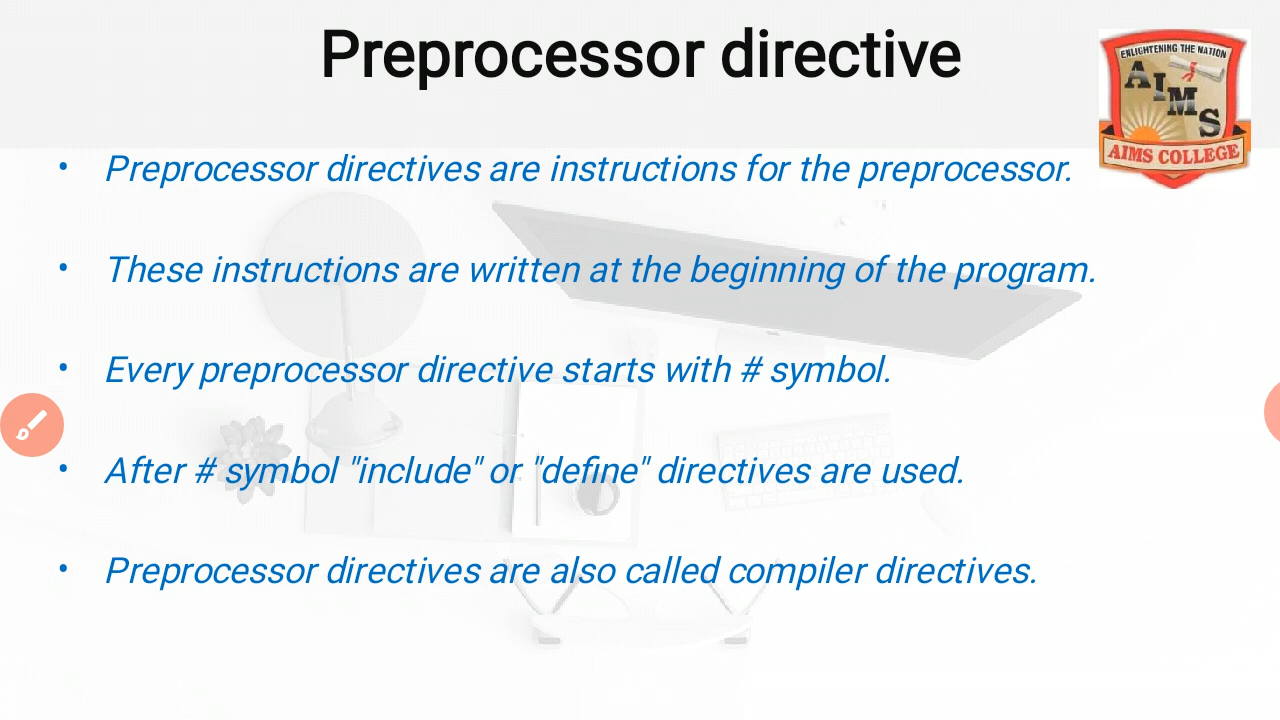 Preprocessor directive
ENLIGHTENING THE NATION
AIMS
AIMS COLLEGE
• Preprocessor directives are instructions for the preprocessor.
• These instructions are written at the beginning of the program.
• Every preprocessor directive starts with # symbol.
• After # symbol "include" or "define" directives are used.
• Preprocessor directives are also called compiler directives.